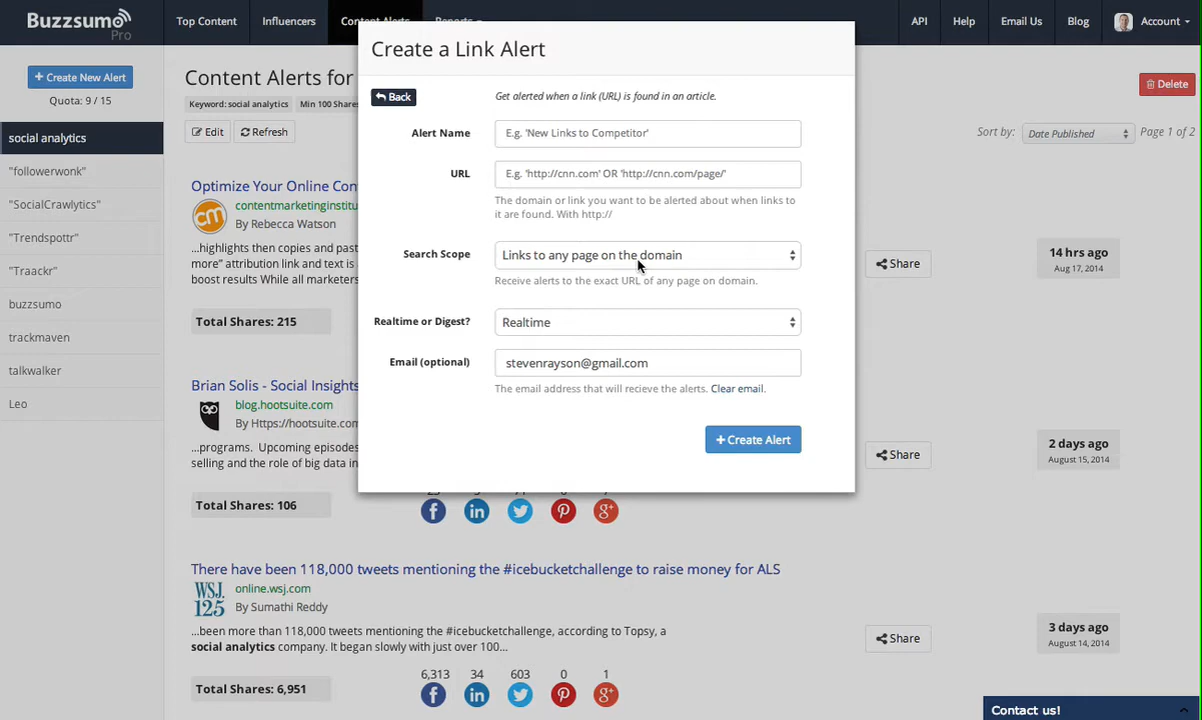 Buzzsumo
Pro
Top Content
Influencers
Content Alerts
Reports
API
Help
Email Us
Blog
Account
+ Create New Alert
Quota: 9 / 15
social analytics
"followerwonk"
"SocialCrawlytics"
"Trendspottr"
"Traackr"
buzzsumo
trackmaven
talkwalker
Leo
Content Alerts for
Delete
Keyword: social analytics
Min 100 Shares
Edit
Refresh
Sort by:
Date Published
Page 1 of 2
Create a Link Alert
Back
Get alerted when a link (URL) is found in an article.
Alert Name
E.g. 'New Links to Competitor'
URL
E.g. 'http://cnn.com' OR 'http://cnn.com/page/'
The domain or link you want to be alerted about when links to
it are found. With http://
Search Scope
Links to any page on the domain
Receive alerts to the exact URL of any page on domain.
Realtime or Digest?
Realtime
Email (optional)
stevenrayson@gmail.com
The email address that will recieve the alerts. Clear email.
+ Create Alert
Optimize Your Online Con
contentmarketinginstitu
By Rebecca Watson
...highlights then copies and past
more" attribution link and text is
boost results While all marketers
Total Shares: 215
Share
14 hrs ago
Aug 17, 2014
Brian Solis - Social Insights
blog.hootsuite.com
By Https://hootsuite.com
...programs. Upcoming episodes
selling and the role of big data in
Total Shares: 106
Share
2 days ago
August 15, 2014
There have been 118,000 tweets mentioning the #icebucketchallenge to raise money for ALS
WSJ
125
online.wsj.com
By Sumathi Reddy
...been more than 118,000 tweets mentioning the #icebucketchallenge, according to Topsy, a
social analytics company. It began slowly with just over 100...
Total Shares: 6,951
6,313
34
603
0
1
Share
3 days ago
August 14, 2014
Contact us!